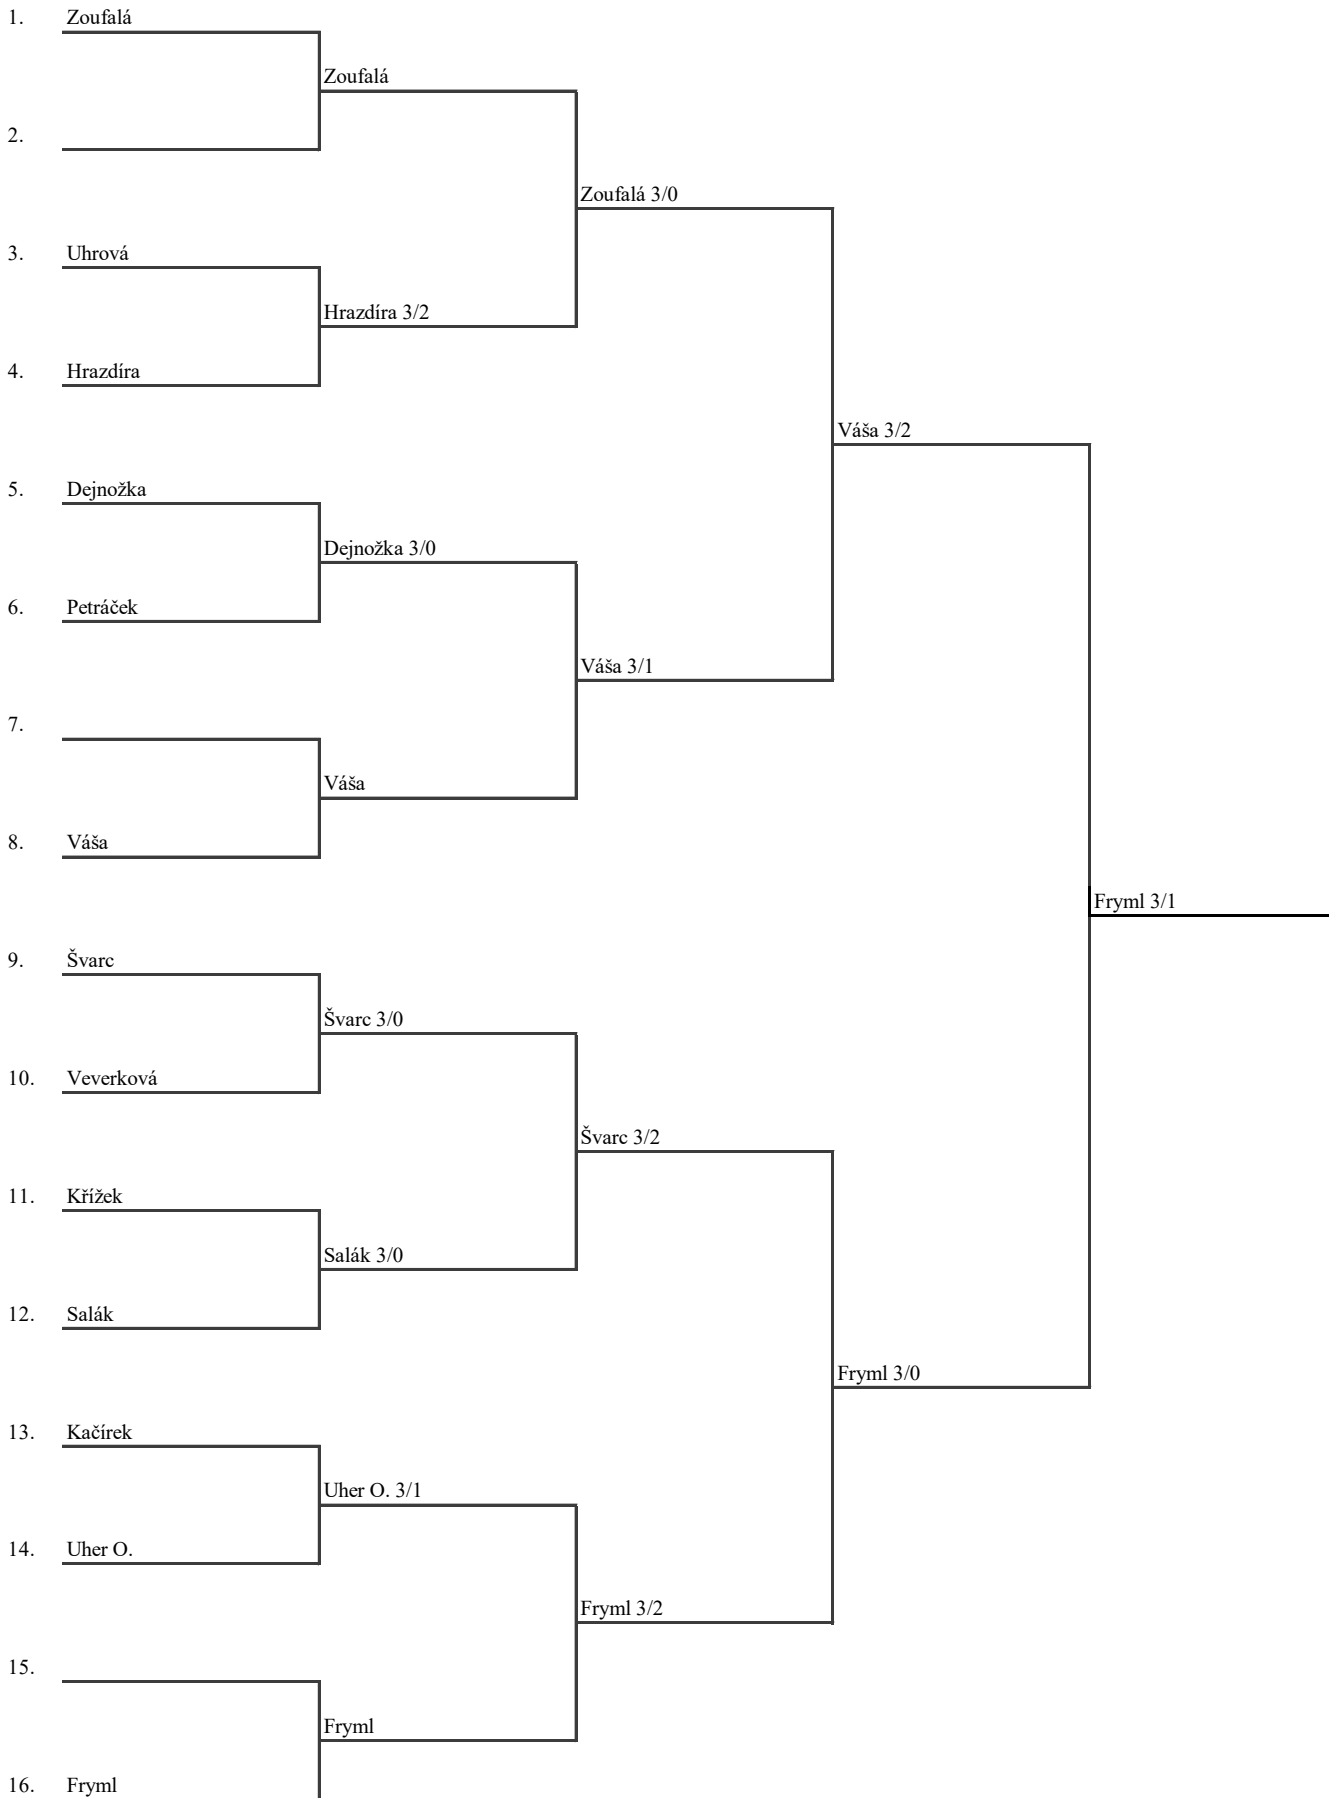 1. Zoufalá
Zoufalá
2.
Zoufalá 3/0
3. Uhrová
Hrazdíra 3/2
4. Hrazdíra
Váša 3/2
5. Dejnožka
Dejnožka 3/0
6. Petráček
Váša 3/1
7.
Váša
8. Váša
Fryml 3/1
9. Švarc
Švarc 3/0
10. Veverková
Švarc 3/2
11. Křížek
Salák 3/0
12. Salák
Fryml 3/0
13. Kačírek
Uher O. 3/1
14. Uher O.
Fryml 3/2
15.
Fryml
16. Fryml